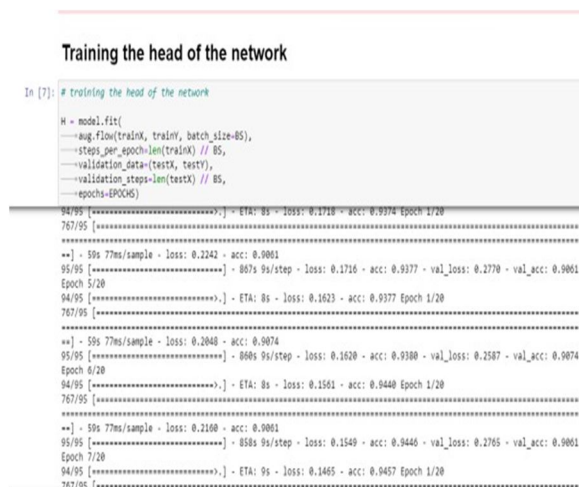 Training the head of the network
In [7]: # training the head of the network
H = model.fit(
aug.flow(trainX, trainY, batch_size=BS),
steps_per_epoch=len(trainX) // BS,
validation_data=(testX, testY),
validation_steps=len(testX) // BS,
epochs=EPOCHS)
94/95 [==============================>.] - ETA: 8s - loss: 0.1718 - acc: 0.9374 Epoch 1/20
767/95 [==============================
==============================
==] - 59s 77ms/sample - loss: 0.2242 - acc: 0.9061
95/95 [==============================] - 867s 9s/step - loss: 0.1716 - acc: 0.9377 - val_loss: 0.2770 - val_acc: 0.9061
Epoch 5/20
94/95 [==============================>.] - ETA: 8s - loss: 0.1623 - acc: 0.9377 Epoch 1/20
767/95 [==============================
==============================
==] - 59s 77ms/sample - loss: 0.2048 - acc: 0.9074
95/95 [==============================] - 860s 9s/step - loss: 0.1620 - acc: 0.9380 - val_loss: 0.2587 - val_acc: 0.9074
Epoch 6/20
94/95 [==============================>.] - ETA: 8s - loss: 0.1561 - acc: 0.9440 Epoch 1/20
767/95 [==============================
==============================
==] - 59s 77ms/sample - loss: 0.2160 - acc: 0.9061
95/95 [==============================] - 858s 9s/step - loss: 0.1549 - acc: 0.9446 - val_loss: 0.2765 - val_acc: 0.9061
Epoch 7/20
94/95 [==============================>.] - ETA: 9s - loss: 0.1465 - acc: 0.9457 Epoch 1/20
767/95 [==============================